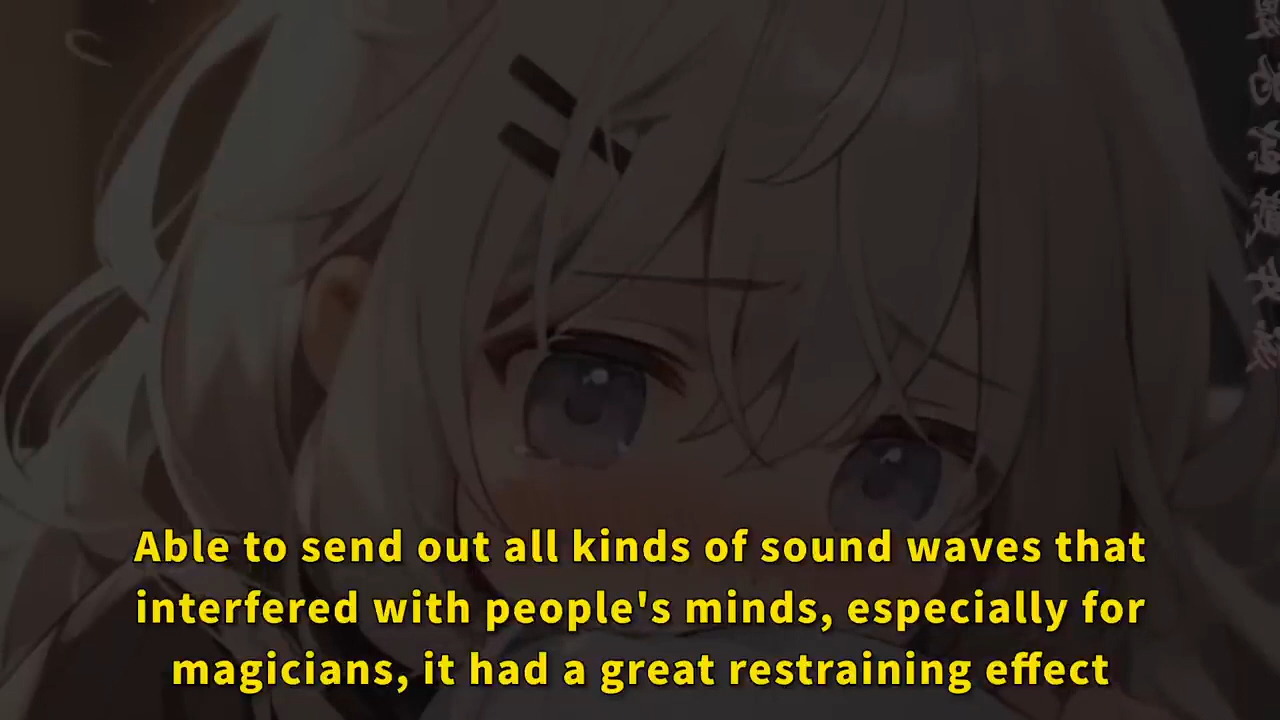 Able to send out all kinds of sound waves that
interfered with people's minds, especially for
magicians, it had a great restraining effect